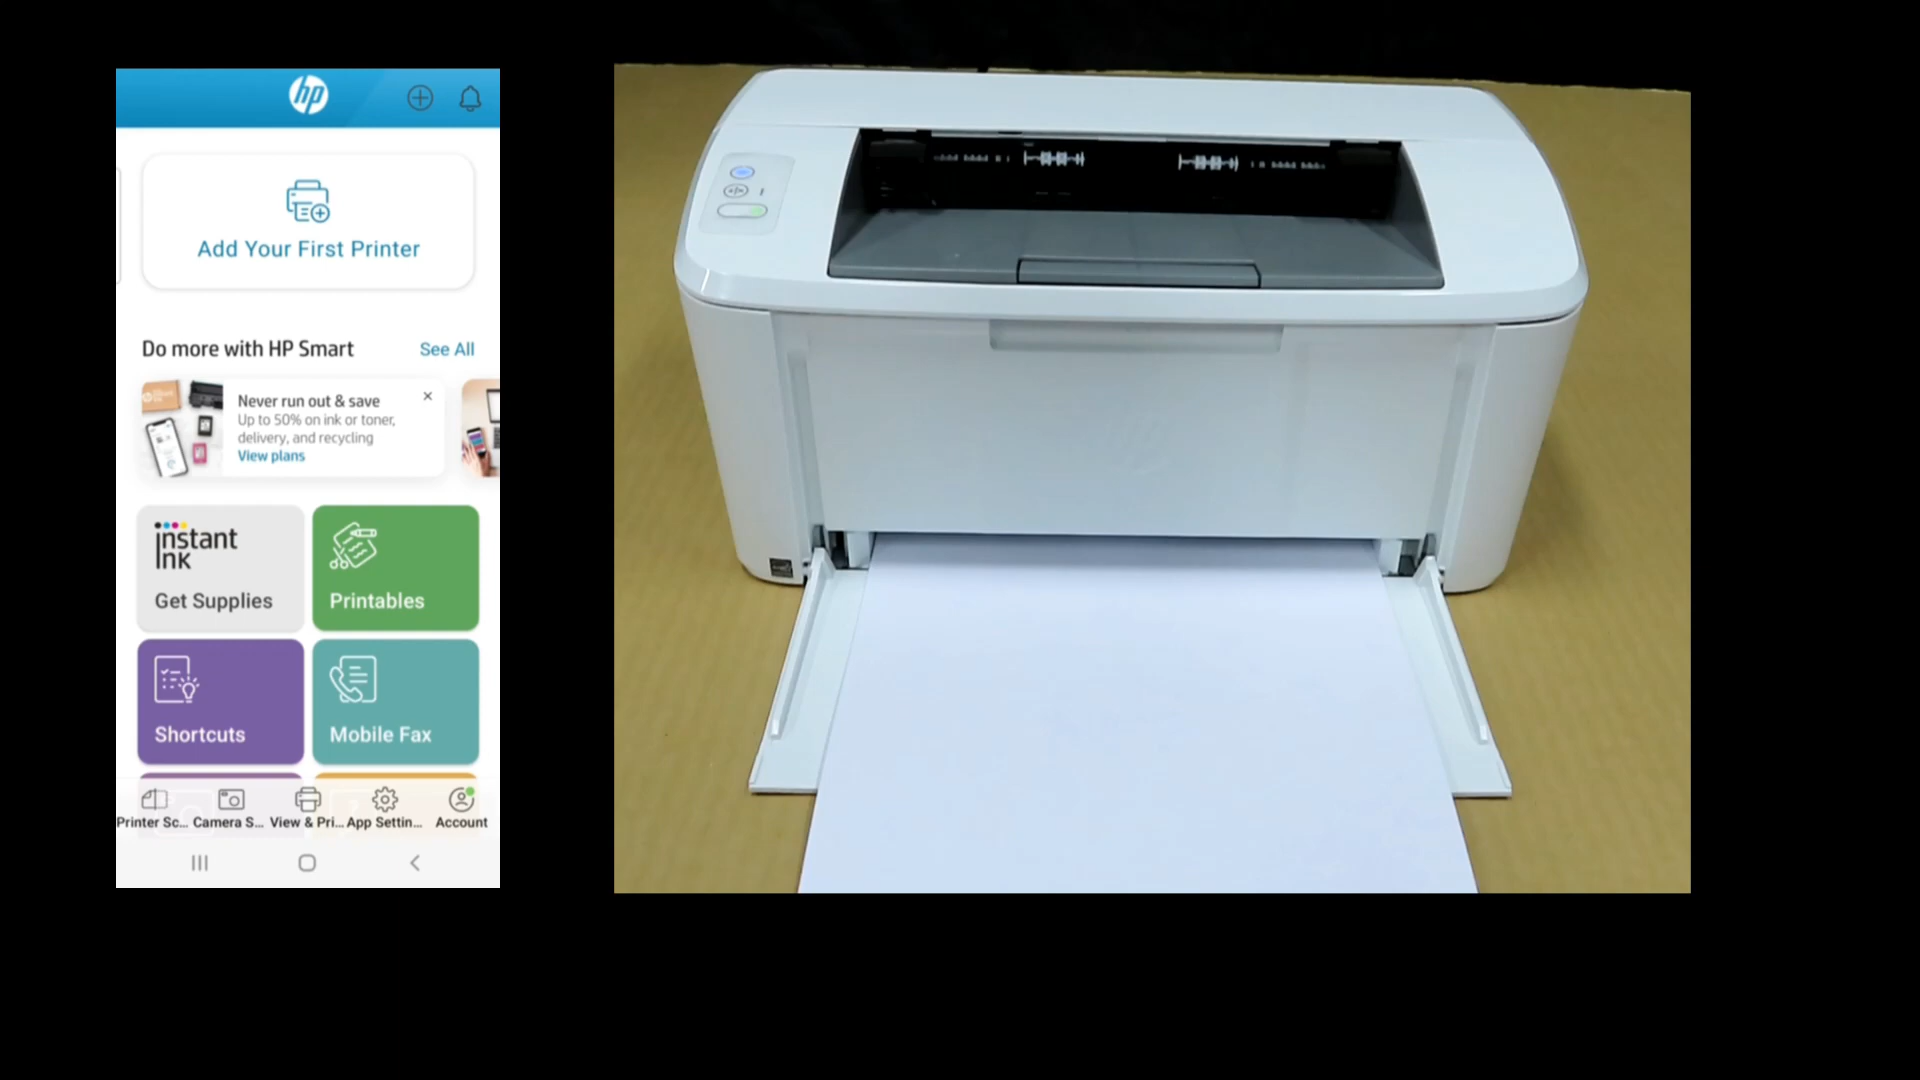 hp
Add Your First Printer
Do more with HP Smart
See All
Never run out & save
Up to 50% on ink or toner,
delivery, and recycling
View plans
instant
ink
Get Supplies
Printables
Shortcuts
Mobile Fax
Printer Sc...
Camera S...
View & Pri...
App Settin...
Account